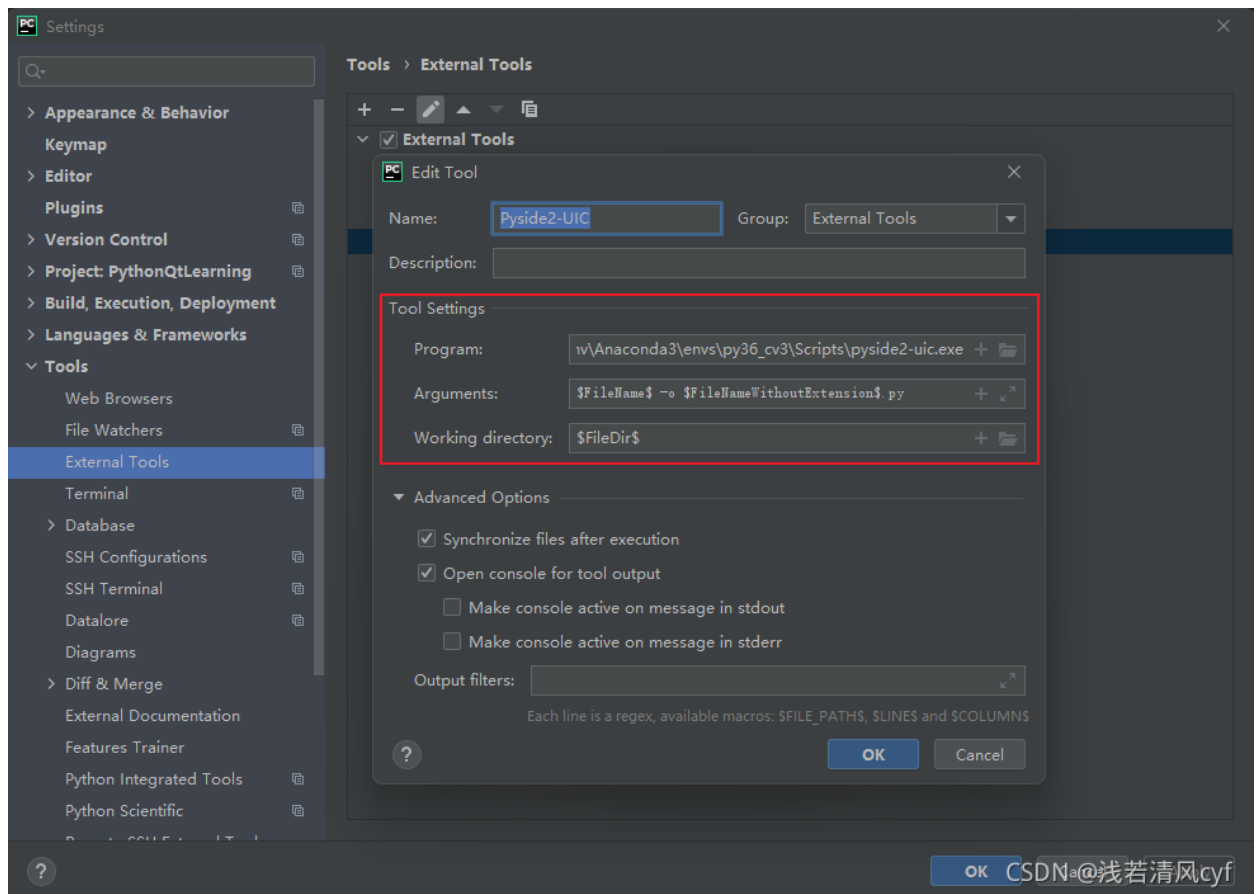 PC Settings
Tools › External Tools
Appearance & Behavior
Keymap
Editor
Plugins
Version Control
Project: PythonQtLearning
Build, Execution, Deployment
Languages & Frameworks
Tools
Web Browsers
File Watchers
External Tools
Terminal
Database
SSH Configurations
SSH Terminal
Datalore
Diagrams
Diff & Merge
External Documentation
Features Trainer
Python Integrated Tools
Python Scientific
External Tools
PC Edit Tool
Name: Pyside2-UIC Group: External Tools
Description:
Tool Settings
Program: \Anaconda3\envs\py36_cv3\Scripts\pyside2-uic.exe
Arguments: $FileName$ -o $FileNameWithoutExtension$.py
Working directory: $FileDir$
Advanced Options
Synchronize files after execution
Open console for tool output
Make console active on message in stdout
Make console active on message in stderr
Output filters:
Each line is a regex, available macros: $FILE_PATH$, $LINE$ and $COLUMN$
? OK Cancel
? OK
CSDN @浅若清风cyf